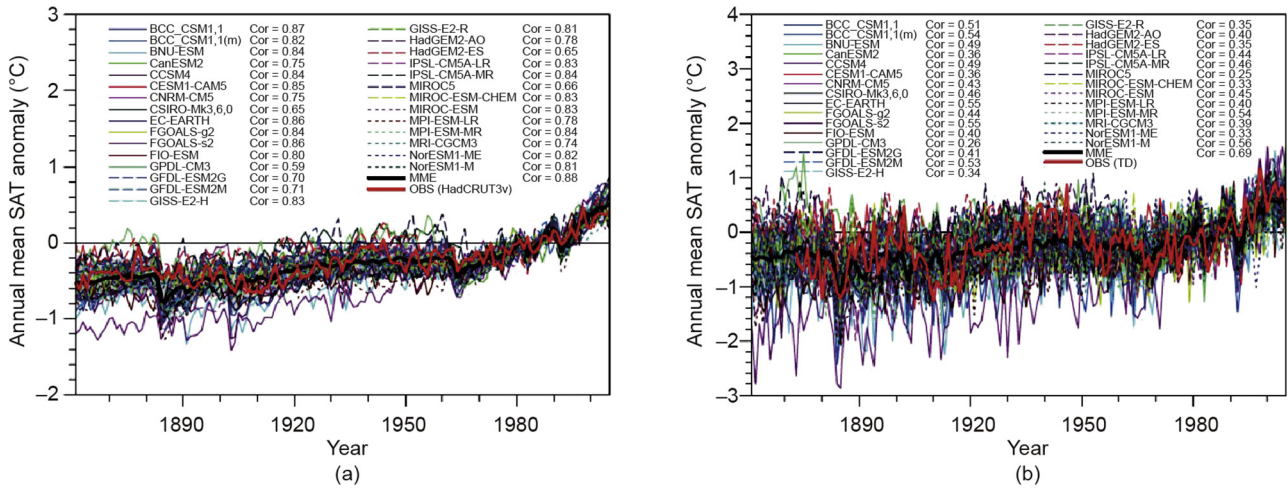 3
2
1
0
−1
−2
Annual mean SAT anomaly (°C)
BCC_CSM1,1 Cor = 0.87
BCC_CSM1,1(m) Cor = 0.82
BNU-ESM Cor = 0.84
CanESM2 Cor = 0.75
CCSM4 Cor = 0.84
CESM1-CAM5 Cor = 0.85
CNRM-CM5 Cor = 0.75
CSIRO-Mk3,6,0 Cor = 0.65
EC-EARTH Cor = 0.86
FGOALS-g2 Cor = 0.84
FGOALS-s2 Cor = 0.84
FIO-ESM Cor = 0.80
GPDL-CM3 Cor = 0.59
GFDL-ESM2G Cor = 0.70
GFDL-ESM2M Cor = 0.71
GISS-E2-H Cor = 0.83
GISS-E2-R Cor = 0.81
HadGEM2-AO Cor = 0.78
HadGEM2-ES Cor = 0.65
IPSL-CM5A-LR Cor = 0.83
IPSL-CM5A-MR Cor = 0.84
MIROC5 Cor = 0.66
MIROC-ESM-CHEM Cor = 0.83
MIROC-ESM Cor = 0.83
MPI-ESM-LR Cor = 0.78
MPI-ESM-MR Cor = 0.84
MRI-CGCM3 Cor = 0.74
NorESM1-ME Cor = 0.82
NorESM1-M Cor = 0.81
MME Cor = 0.88
OBS (HadCRUT3v)
1890 1920 1950 1980
Year
(a)
4
3
2
1
0
−1
−2
−3
Annual mean SAT anomaly (°C)
BCC_CSM1,1 Cor = 0.51
BCC_CSM1,1(m) Cor = 0.54
BNU-ESM Cor = 0.49
CanESM2 Cor = 0.36
CCSM4 Cor = 0.49
CESM1-CAM5 Cor = 0.36
CNRM-CM5 Cor = 0.43
CSIRO-Mk3,6,0 Cor = 0.46
EC-EARTH Cor = 0.55
FGOALS-g2 Cor = 0.44
FGOALS-s2 Cor = 0.55
FIO-ESM Cor = 0.40
GPDL-CM3 Cor = 0.26
GFDL-ESM2G Cor = 0.41
GFDL-ESM2M Cor = 0.53
GISS-E2-H Cor = 0.34
GISS-E2-R Cor = 0.35
HadGEM2-AO Cor = 0.40
HadGEM2-ES Cor = 0.35
IPSL-CM5A-LR Cor = 0.44
IPSL-CM5A-MR Cor = 0.46
MIROC5 Cor = 0.25
MIROC-ESM-CHEM Cor = 0.33
MIROC-ESM Cor = 0.45
MPI-ESM-LR Cor = 0.40
MPI-ESM-MR Cor = 0.54
MRI-CGCM3 Cor = 0.39
NorESM1-ME Cor = 0.33
NorESM1-M Cor = 0.56
MME Cor = 0.69
OBS (TD)
1890 1920 1950 1980
Year
(b)